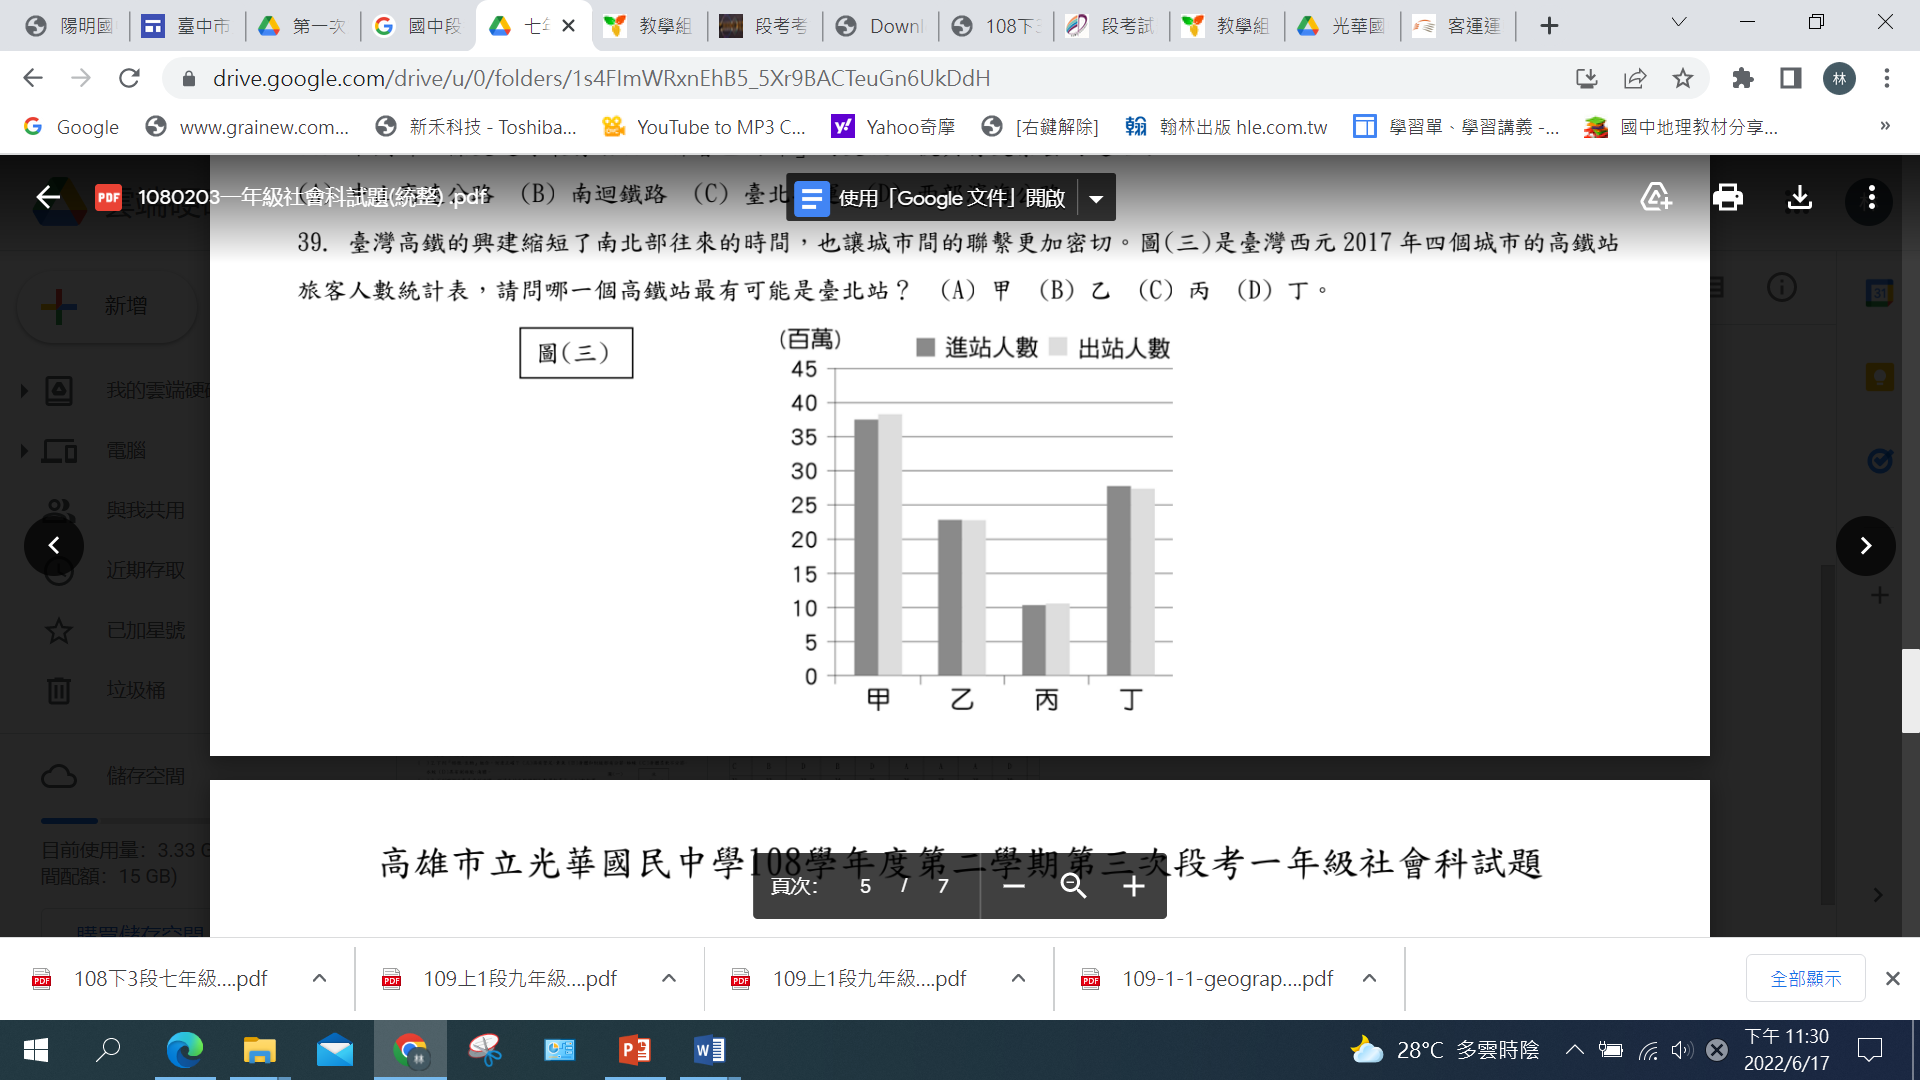 陽明國
臺中市
第一次
國中段
七年
教學組
段考考
Downl
108下3
段考試
教學組
光華國
客運運
drive.google.com/drive/u/0/folders/1s4FImWRxnEhB5_5Xr9BACTeuGn6UkDdH
林
Google
www.grainew.com...
新禾科技 - Toshiba...
YouTube to MP3 C...
Yahoo奇摩
[右鍵解除]
翰林出版 hle.com.tw
學習單、學習講義 -...
國中地理教材分享...
»
PDF 1080203一年級社會科試題(統整) .pdf
使用「Google 文件」開啟
(B) 南迴鐵路 (C) 臺北
39. 臺灣高鐵的興建縮短了南北部往來的時間，也讓城市間的聯繫更加密切。圖(三)是臺灣西元 2017 年四個城市的高鐵站
旅客人數統計表，請問哪一個高鐵站最有可能是臺北站？ (A) 甲 (B) 乙 (C) 丙 (D) 丁。
圖(三)
(百萬)
進站人數 出站人數
45
40
35
30
25
20
15
10
5
0
甲 乙 丙 丁
新增
我的雲端硬碟
電腦
與我共用
近期存取
已加星號
垃圾桶
儲存空間
目前使用量：3.33 G
間配額：15 GB)
購買儲存空間
31
高雄市立光華國民中學108學年度第二學期第三次段考一年級社會科試題
頁次： 5 / 7
108下3段七年級....pdf
109上1段九年級....pdf
109上1段九年級....pdf
109-1-1-geograp....pdf
全部顯示
28°C 多雲時陰
下午 11:30
2022/6/17